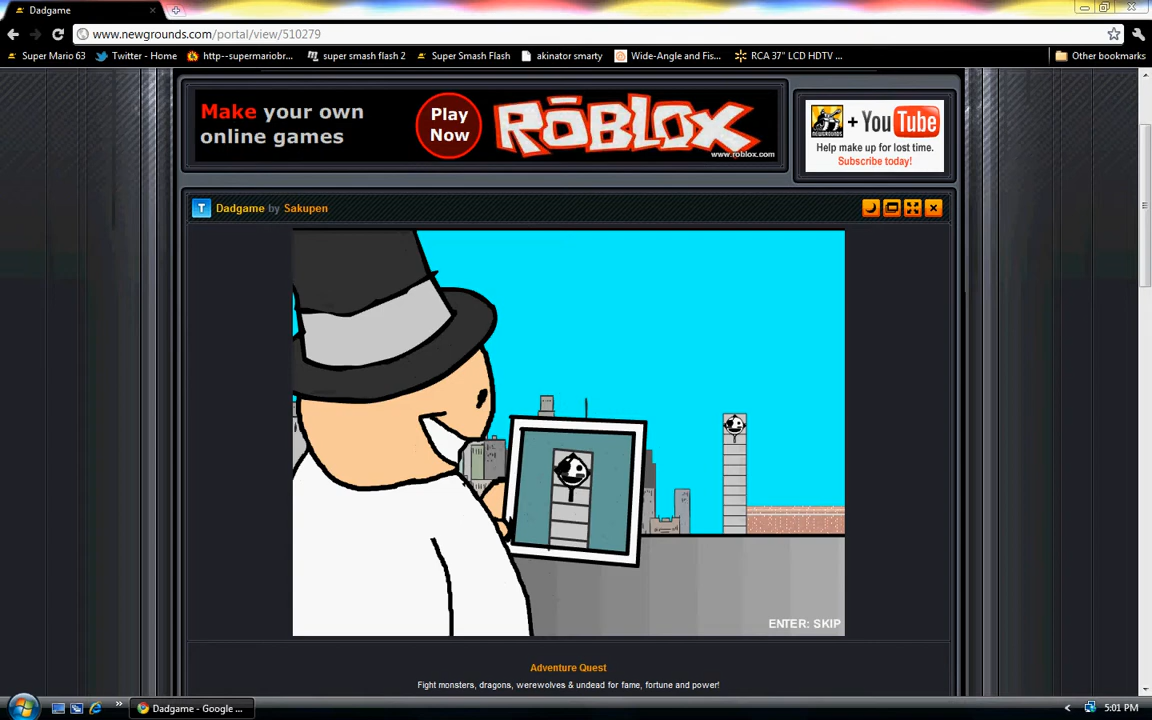 Dadgame
www.newgrounds.com/portal/view/510279
Super Mario 63
Twitter - Home
http--supermariobr...
super smash flash 2
Super Smash Flash
akinator smarty
Wide-Angle and Fis...
RCA 37" LCD HDTV ...
Other bookmarks
Make your own
online games
Play
Now
RŌBLOX
www.roblox.com
NEWGROUNDS
+ YouTube
Help make up for lost time.
Subscribe today!
T
Dadgame by Sakupen
ENTER: SKIP
Adventure Quest
Fight monsters, dragons, werewolves & undead for fame, fortune and power!
Dadgame - Google ...
5:01 PM